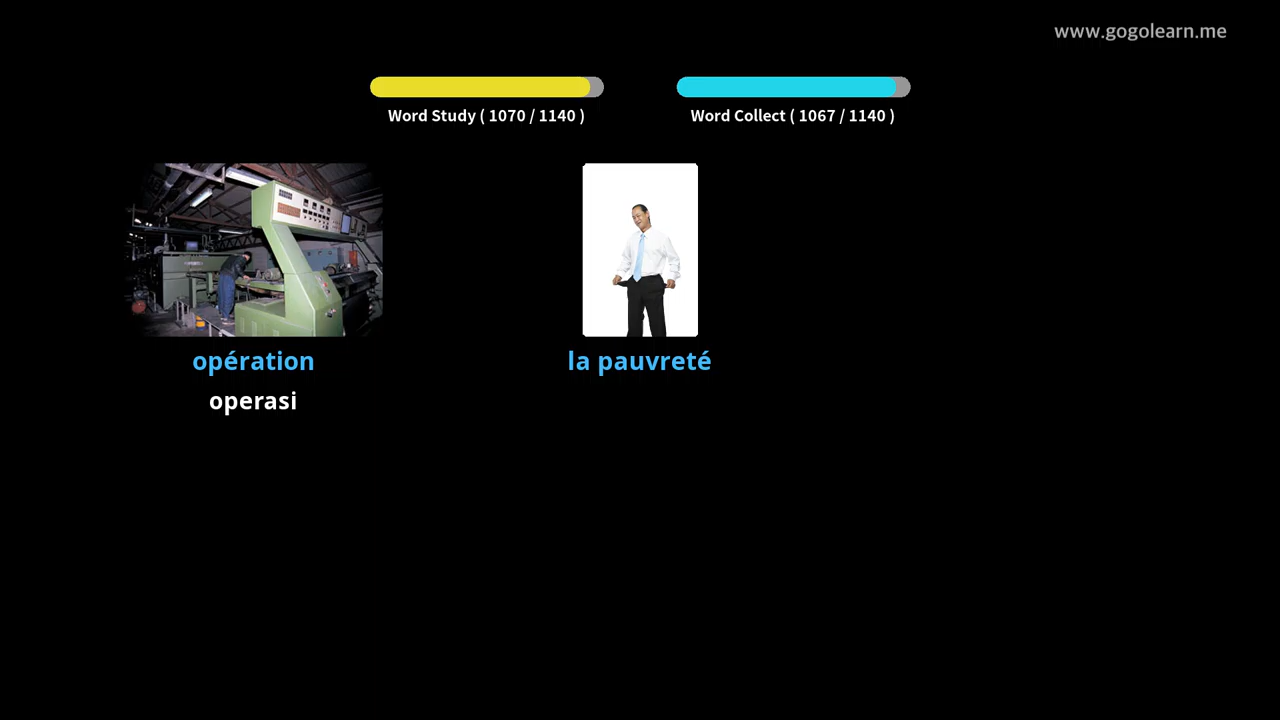 www.gogolearn.me
Word Study ( 1070 / 1140 )
Word Collect ( 1067 / 1140 )
opération
la pauvreté
operasi